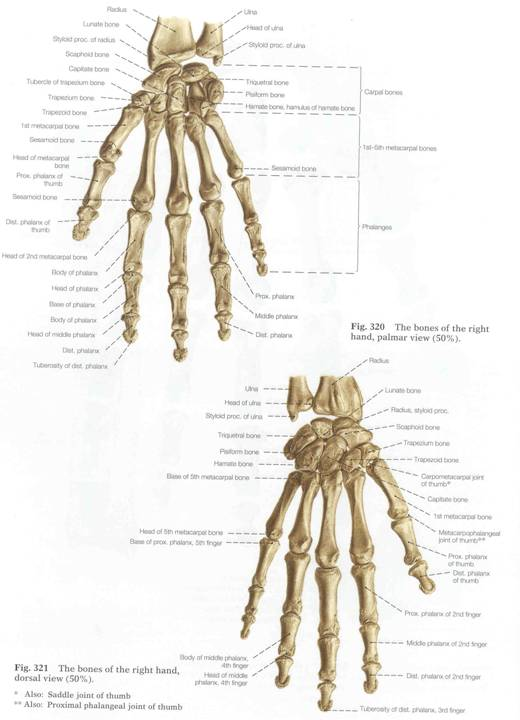 Radius
Lunate bone
Styloid proc. of radius
Scaphoid bone
Capitate bone
Tubercle of trapezium bone
Trapezium bone
Trapezoid bone
1st metacarpal bone
Sesamoid bone
Head of metacarpal
bone
Prox. phalanx of
thumb
Sesamoid bone
Dist. phalanx of
thumb
Head of 2nd metacarpal bone
Body of phalanx
Head of phalanx
Base of phalanx
Body of phalanx
Head of middle phalanx
Dist. phalanx
Tuberosity of dist. phalanx
Ulna
Head of ulna
Styloid proc. of ulna
Triquetral bone
Pisiform bone
Hamate bone, hamulus of hamate bone
Carpal bones
1st–5th metacarpal bones
Sesamoid bone
Phalanges
Prox. phalanx
Middle phalanx
Dist. phalanx
Fig. 320 The bones of the right
hand, palmar view (50%).
Ulna
Head of ulna
Styloid proc. of ulna
Triquetral bone
Pisiform bone
Hamate bone
Base of 5th metacarpal bone
Head of 5th metacarpal bone
Base of prox. phalanx, 5th finger
Body of middle phalanx,
4th finger
Head of middle
phalanx, 4th finger
Radius
Lunate bone
Radius, styloid proc.
Scaphoid bone
Trapezium bone
Trapezoid bone
Carpometacarpal joint
of thumb*
Capitate bone
1st metacarpal bone
Metacarpophalangeal
joint of thumb**
Prox. phalanx
of thumb
Dist. phalanx
of thumb
Prox. phalanx of 2nd finger
Middle phalanx of 2nd finger
Dist. phalanx of 2nd finger
Tuberosity of dist. phalanx, 3rd finger
Fig. 321 The bones of the right hand,
dorsal view (50%).
* Also: Saddle joint of thumb
** Also: Proximal phalangeal joint of thumb